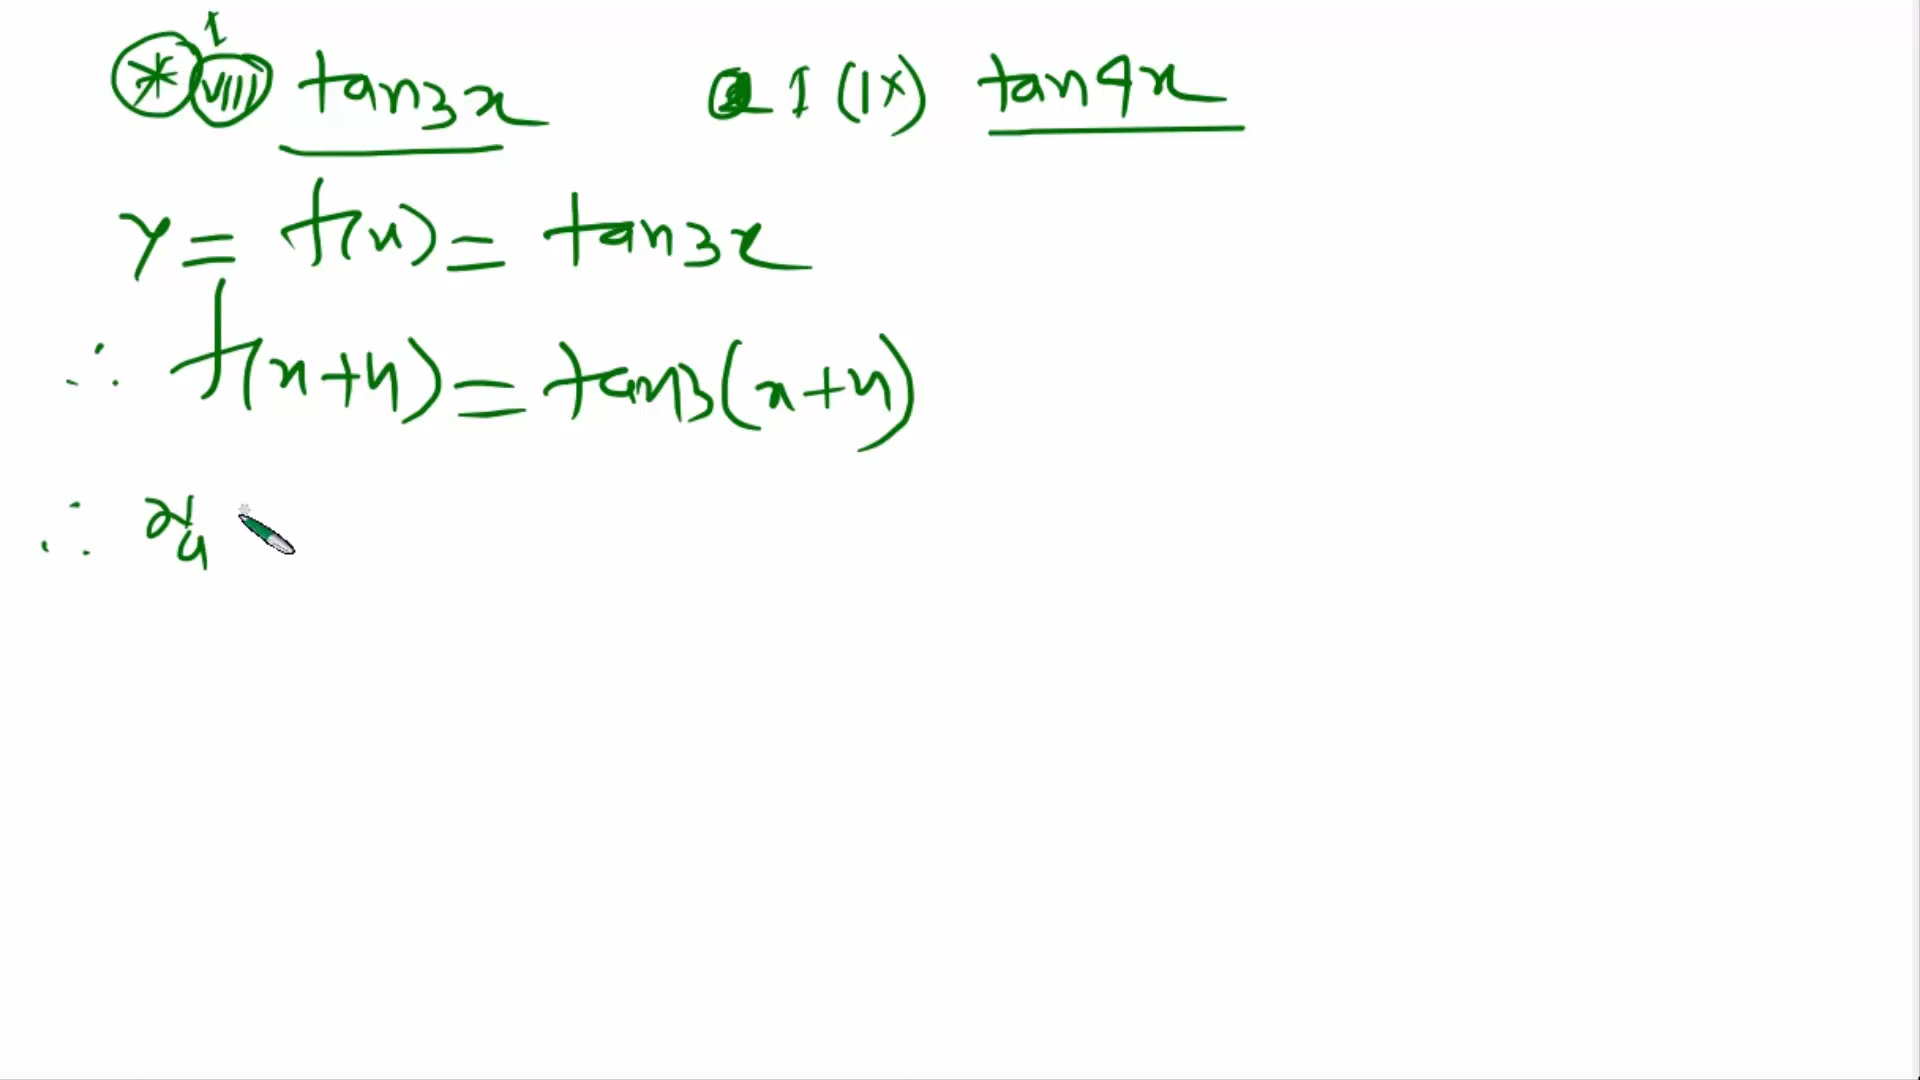 * I VIII tan3x I (IX) tan4x
y = f(x) = tan3x
∴ f(x+h) = tan3(x+h)
∴